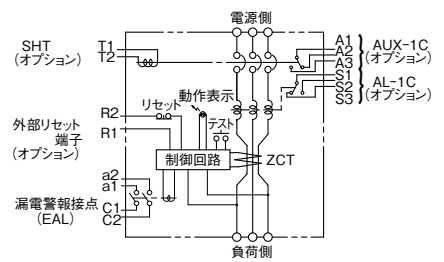 電源側
SHT
(オプション)
T1
T2
A1
A2
A3
AUX-1C
(オプション)
S1
S2
S3
AL-1C
(オプション)
動作表示
リセット
テスト
R2
R1
外部リセット
端子
(オプション)
制御回路
ZCT
a2
a1
C1
C2
漏電警報接点
(EAL)
負荷側